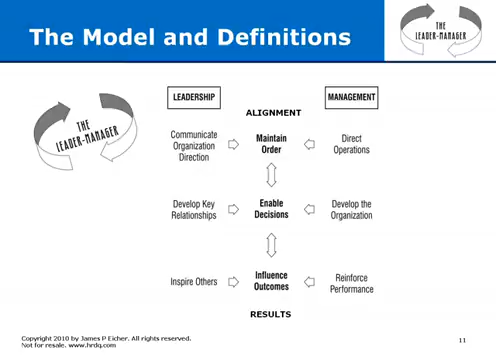 The Model and Definitions
THE
LEADER-MANAGER
LEADERSHIP
MANAGEMENT
ALIGNMENT
THE
LEADER-MANAGER
Communicate
Organization
Direction
Maintain
Order
Direct
Operations
Develop Key
Relationships
Enable
Decisions
Develop the
Organization
Inspire Others
Influence
Outcomes
Reinforce
Performance
RESULTS
Copyright 2010 by James P Eicher. All rights reserved.
Not for resale. www.hrdq.com
11